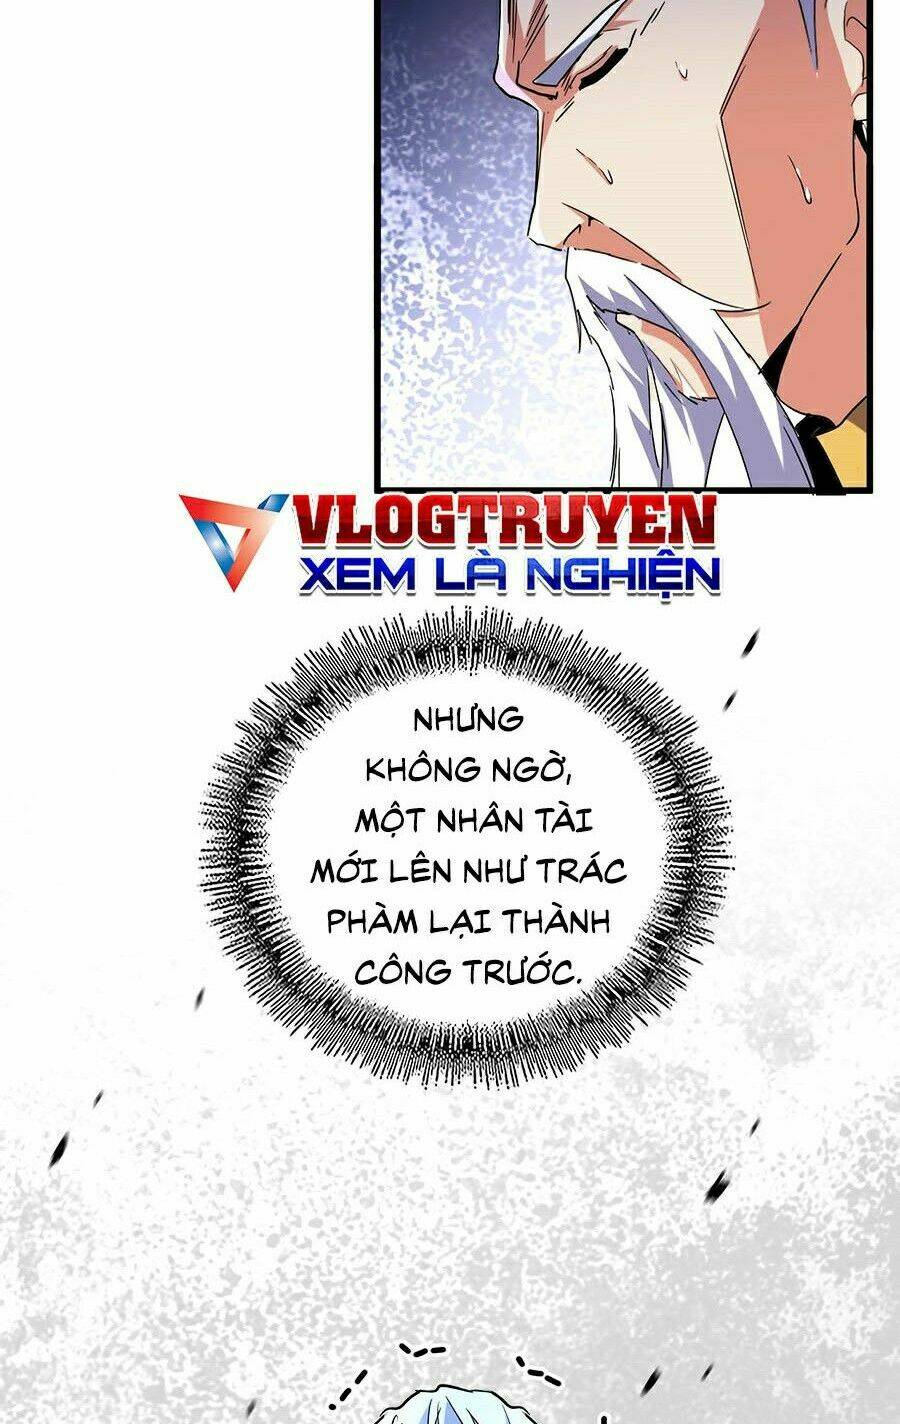 VLOGTRUYEN
XEM LÀ NGHIỆN
NHƯNG
KHÔNG NGỜ,
MỘT NHÂN TÀI
MỚI LÊN NHƯ TRÁC
PHÀM LẠI THÀNH
CÔNG TRƯỚC.